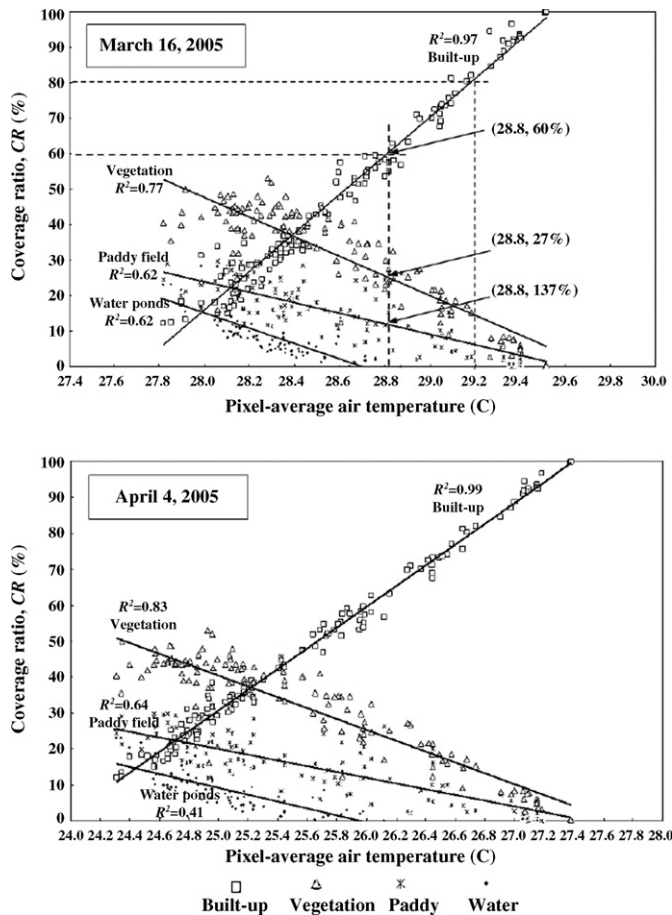 March 16, 2005
Coverage ratio, CR (%)
100
90
80
70
60
50
40
30
20
10
0
R²=0.97
Built-up
(28.8, 60%)
Vegetation
R²=0.77
(28.8, 27%)
Paddy field
R²=0.62
(28.8, 137%)
Water ponds
R²=0.62
27.4 27.6 27.8 28.0 28.2 28.4 28.6 28.8 29.0 29.2 29.4 29.6 29.8 30.0
Pixel-average air temperature (C)
April 4, 2005
Coverage ratio, CR (%)
100
90
80
70
60
50
40
30
20
10
0
R²=0.99
Built-up
R²=0.83
Vegetation
R²=0.64
Paddy field
Water ponds
R²=0,41
24.0 24.2 24.4 24.6 24.8 25.0 25.2 25.4 25.6 25.8 26.0 26.2 26.4 26.6 26.8 27.0 27.2 27.4 27.6 27.8 28.0
Pixel-average air temperature (C)
Built-up Vegetation Paddy Water